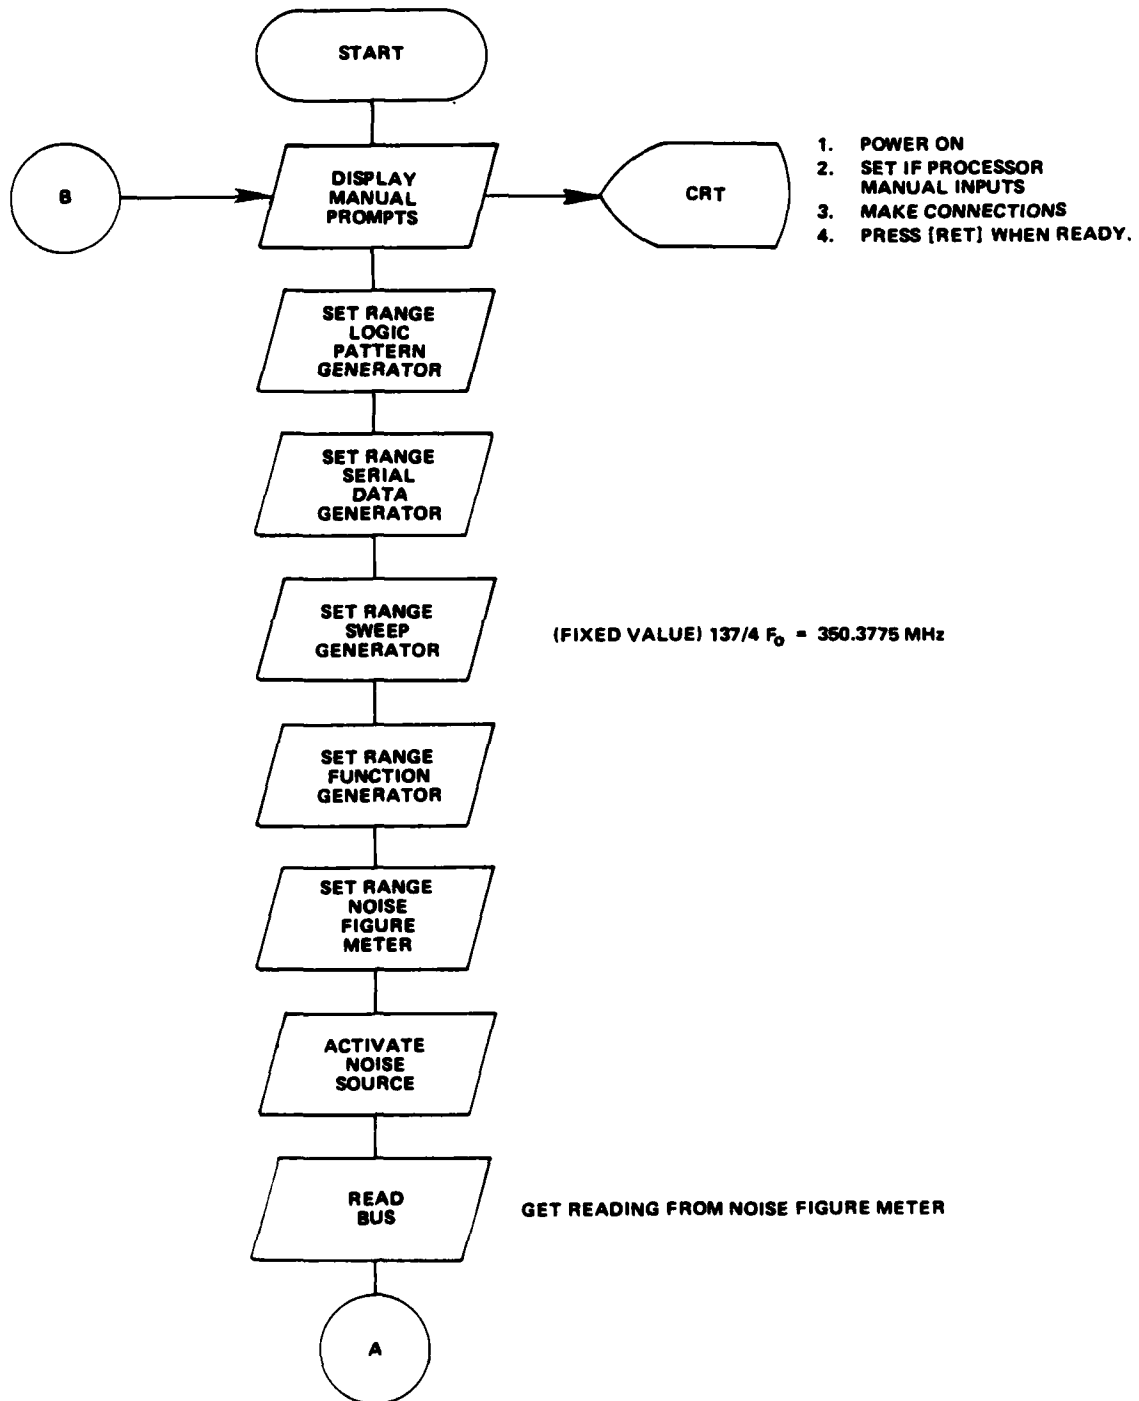 START
B
DISPLAY
MANUAL
PROMPTS
CRT
1. POWER ON
2. SET IF PROCESSOR
MANUAL INPUTS
3. MAKE CONNECTIONS
4. PRESS [RET] WHEN READY.
SET RANGE
LOGIC
PATTERN
GENERATOR
SET RANGE
SERIAL
DATA
GENERATOR
SET RANGE
SWEEP
GENERATOR
(FIXED VALUE) 137/4 Fo = 350.3775 MHz
SET RANGE
FUNCTION
GENERATOR
SET RANGE
NOISE
FIGURE
METER
ACTIVATE
NOISE
SOURCE
READ
BUS
GET READING FROM NOISE FIGURE METER
A